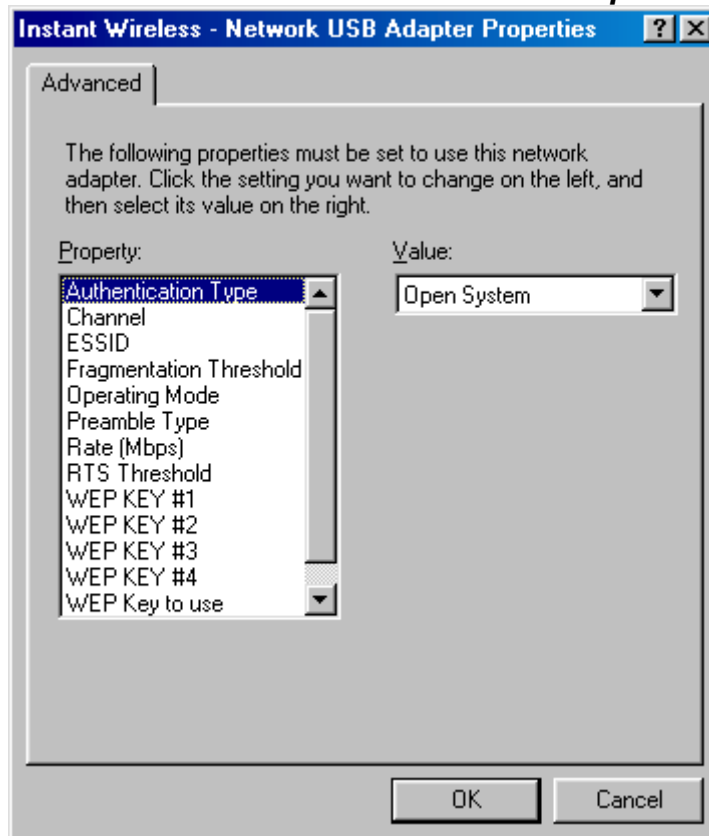 Instant Wireless - Network USB Adapter Properties
Advanced
The following properties must be set to use this network
adapter. Click the setting you want to change on the left, and
then select its value on the right.
Property:
Value:
Authentication Type
Open System
Channel
ESSID
Fragmentation Threshold
Operating Mode
Preamble Type
Rate (Mbps)
RTS Threshold
WEP KEY #1
WEP KEY #2
WEP KEY #3
WEP KEY #4
WEP Key to use
OK
Cancel